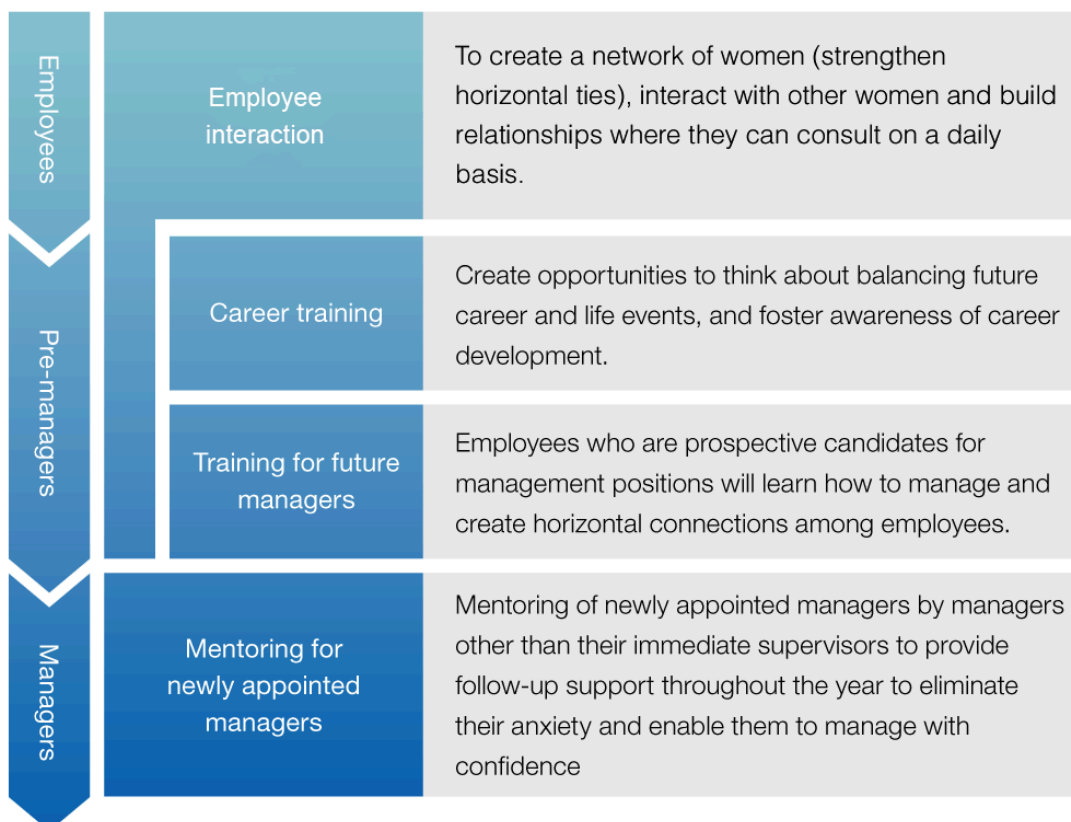 Employees
Employee
interaction
To create a network of women (strengthen
horizontal ties), interact with other women and build
relationships where they can consult on a daily
basis.
Pre-managers
Career training
Create opportunities to think about balancing future
career and life events, and foster awareness of career
development.
Training for future
managers
Employees who are prospective candidates for
management positions will learn how to manage and
create horizontal connections among employees.
Managers
Mentoring for
newly appointed
managers
Mentoring of newly appointed managers by managers
other than their immediate supervisors to provide
follow-up support throughout the year to eliminate
their anxiety and enable them to manage with
confidence